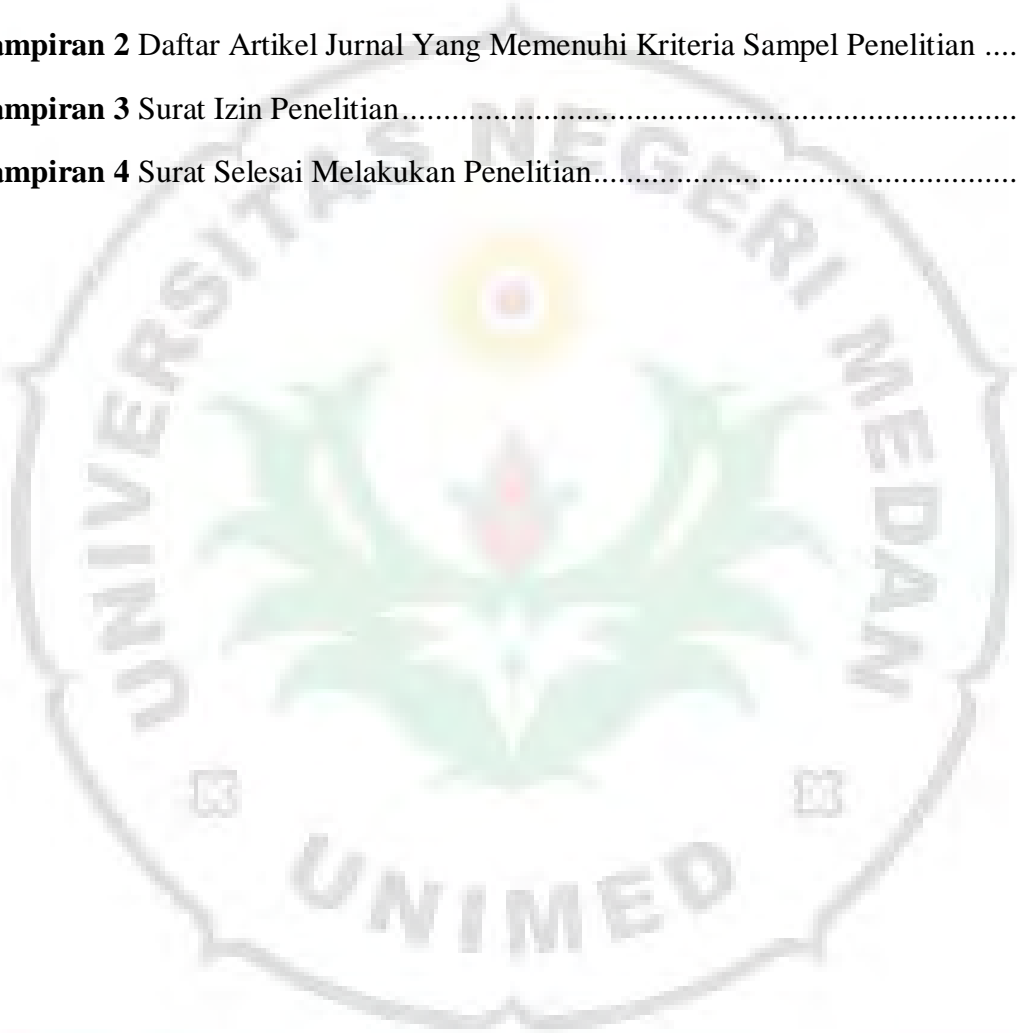 ampiran 2 Daftar Artikel Jurnal Yang Memenuhi Kriteria Sampel Penelitian ....
ampiran 3 Surat Izin Penelitian..........................................................................
ampiran 4 Surat Selesai Melakukan Penelitian...................................................
UNIVERSITAS NEGERI MEDAN
UNIMED